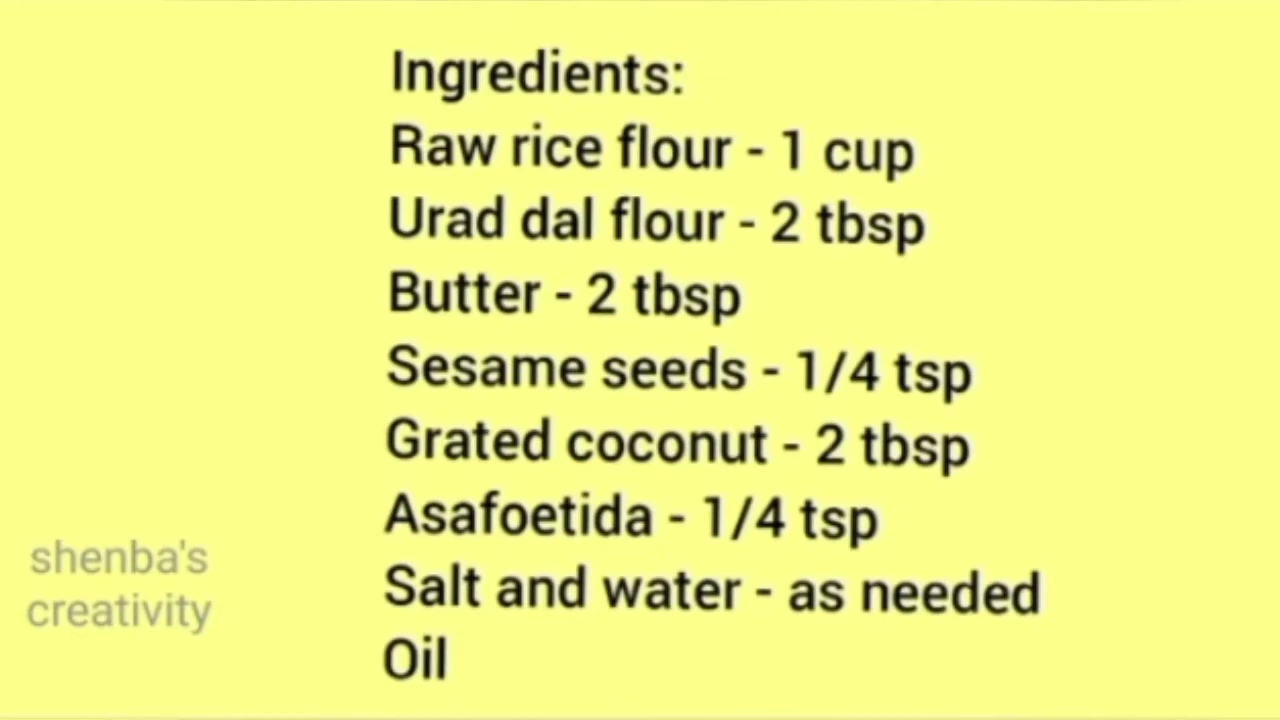 Ingredients:
Raw rice flour - 1 cup
Urad dal flour - 2 tbsp
Butter - 2 tbsp
Sesame seeds - 1/4 tsp
Grated coconut - 2 tbsp
Asafoetida - 1/4 tsp
Salt and water - as needed
Oil
shenba's
creativity